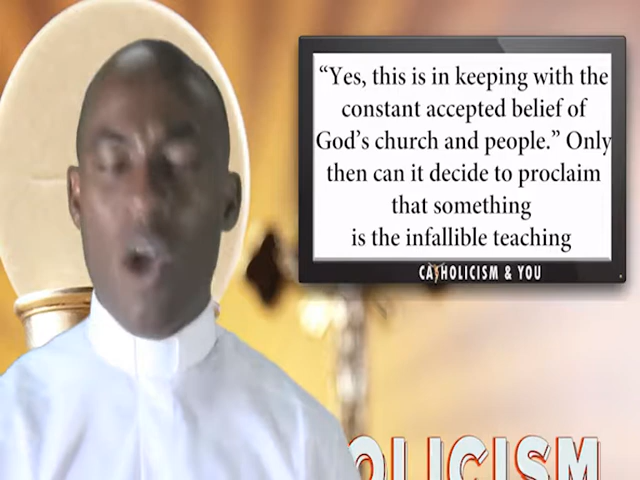 “Yes, this is in keeping with the
constant accepted belief of
God’s church and people.” Only
then can it decide to proclaim
that something
is the infallible teaching
CATHOLICISM & YOU
OLICISM